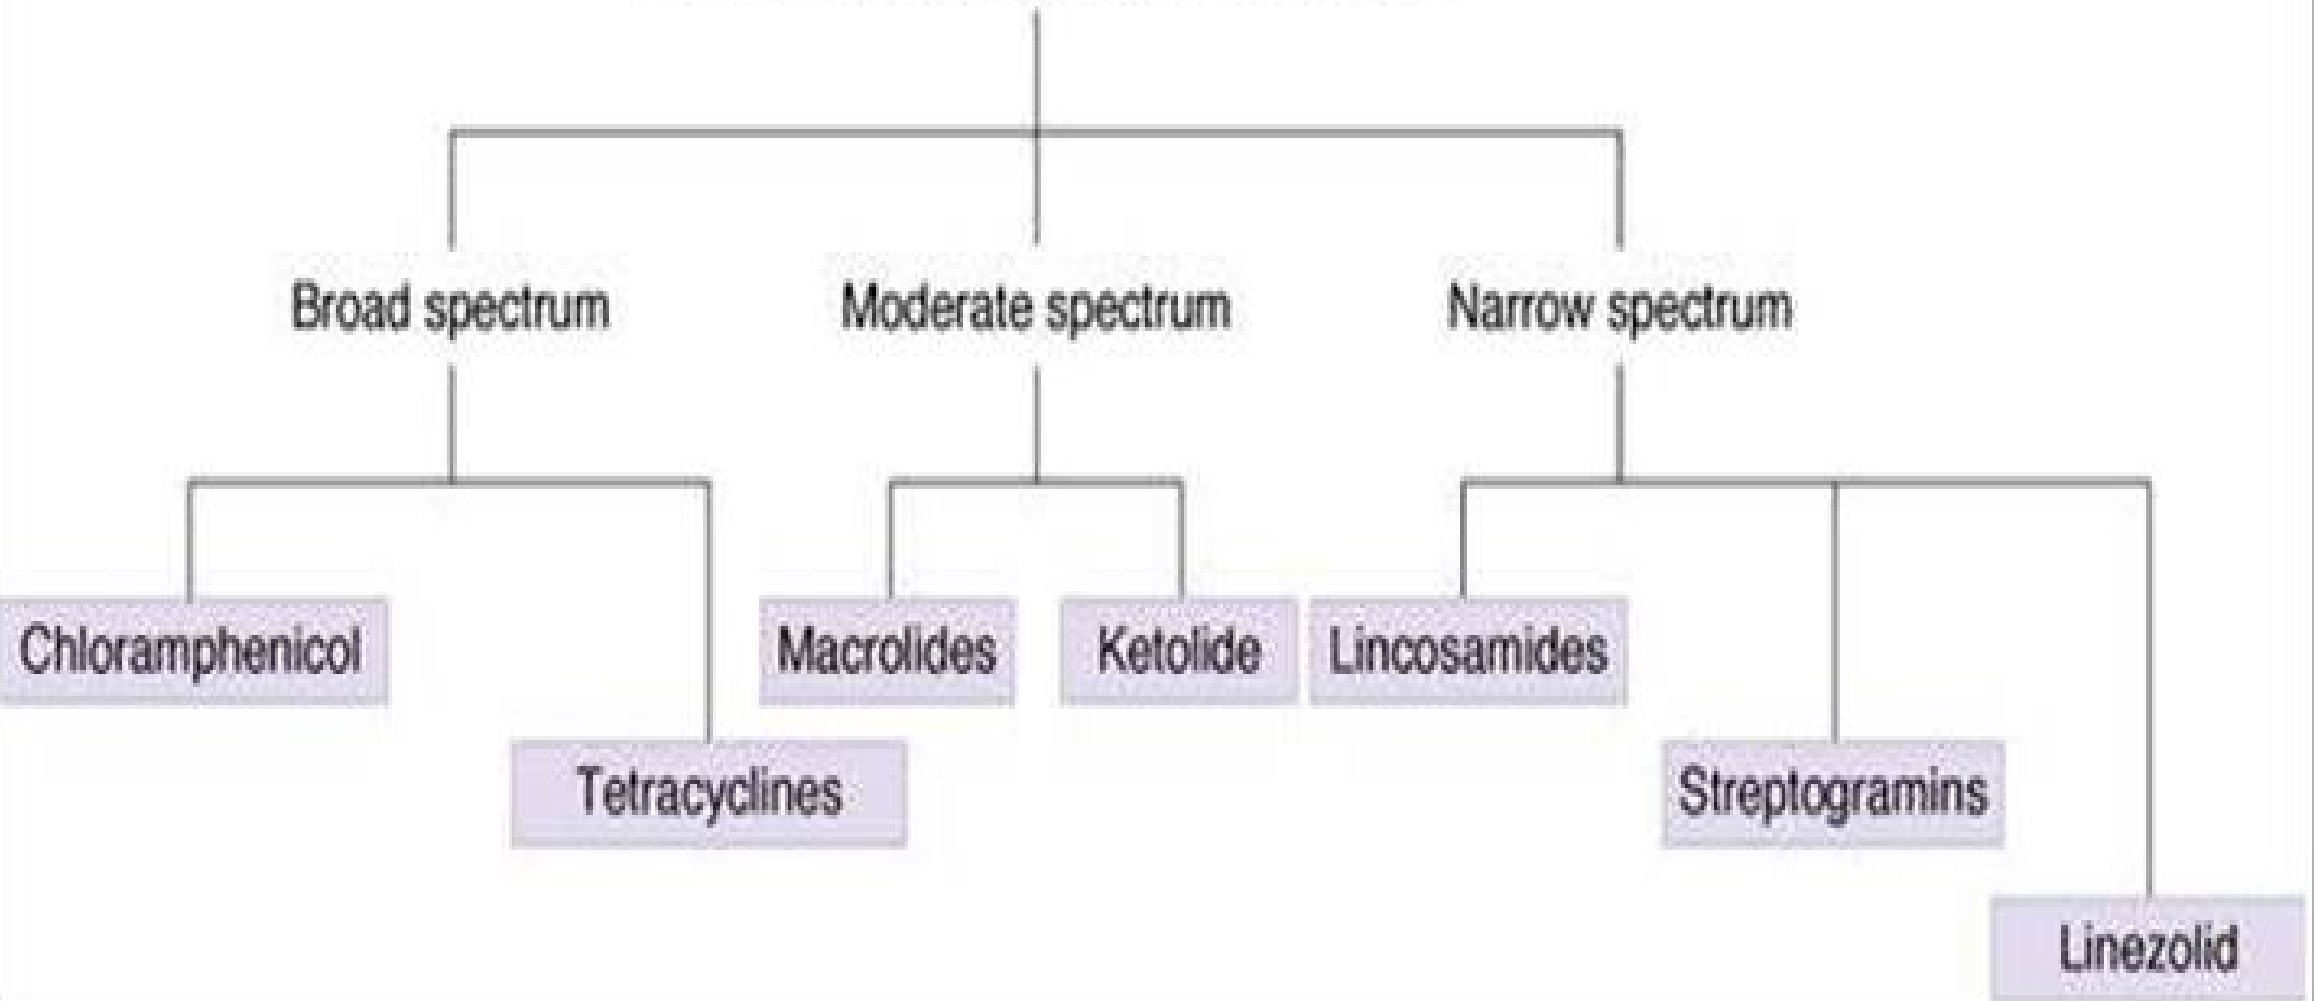 Broad spectrum
Moderate spectrum
Narrow spectrum
Chloramphenicol
Macrolides
Ketolide
Lincosamides
Tetracyclines
Streptogramins
Linezolid